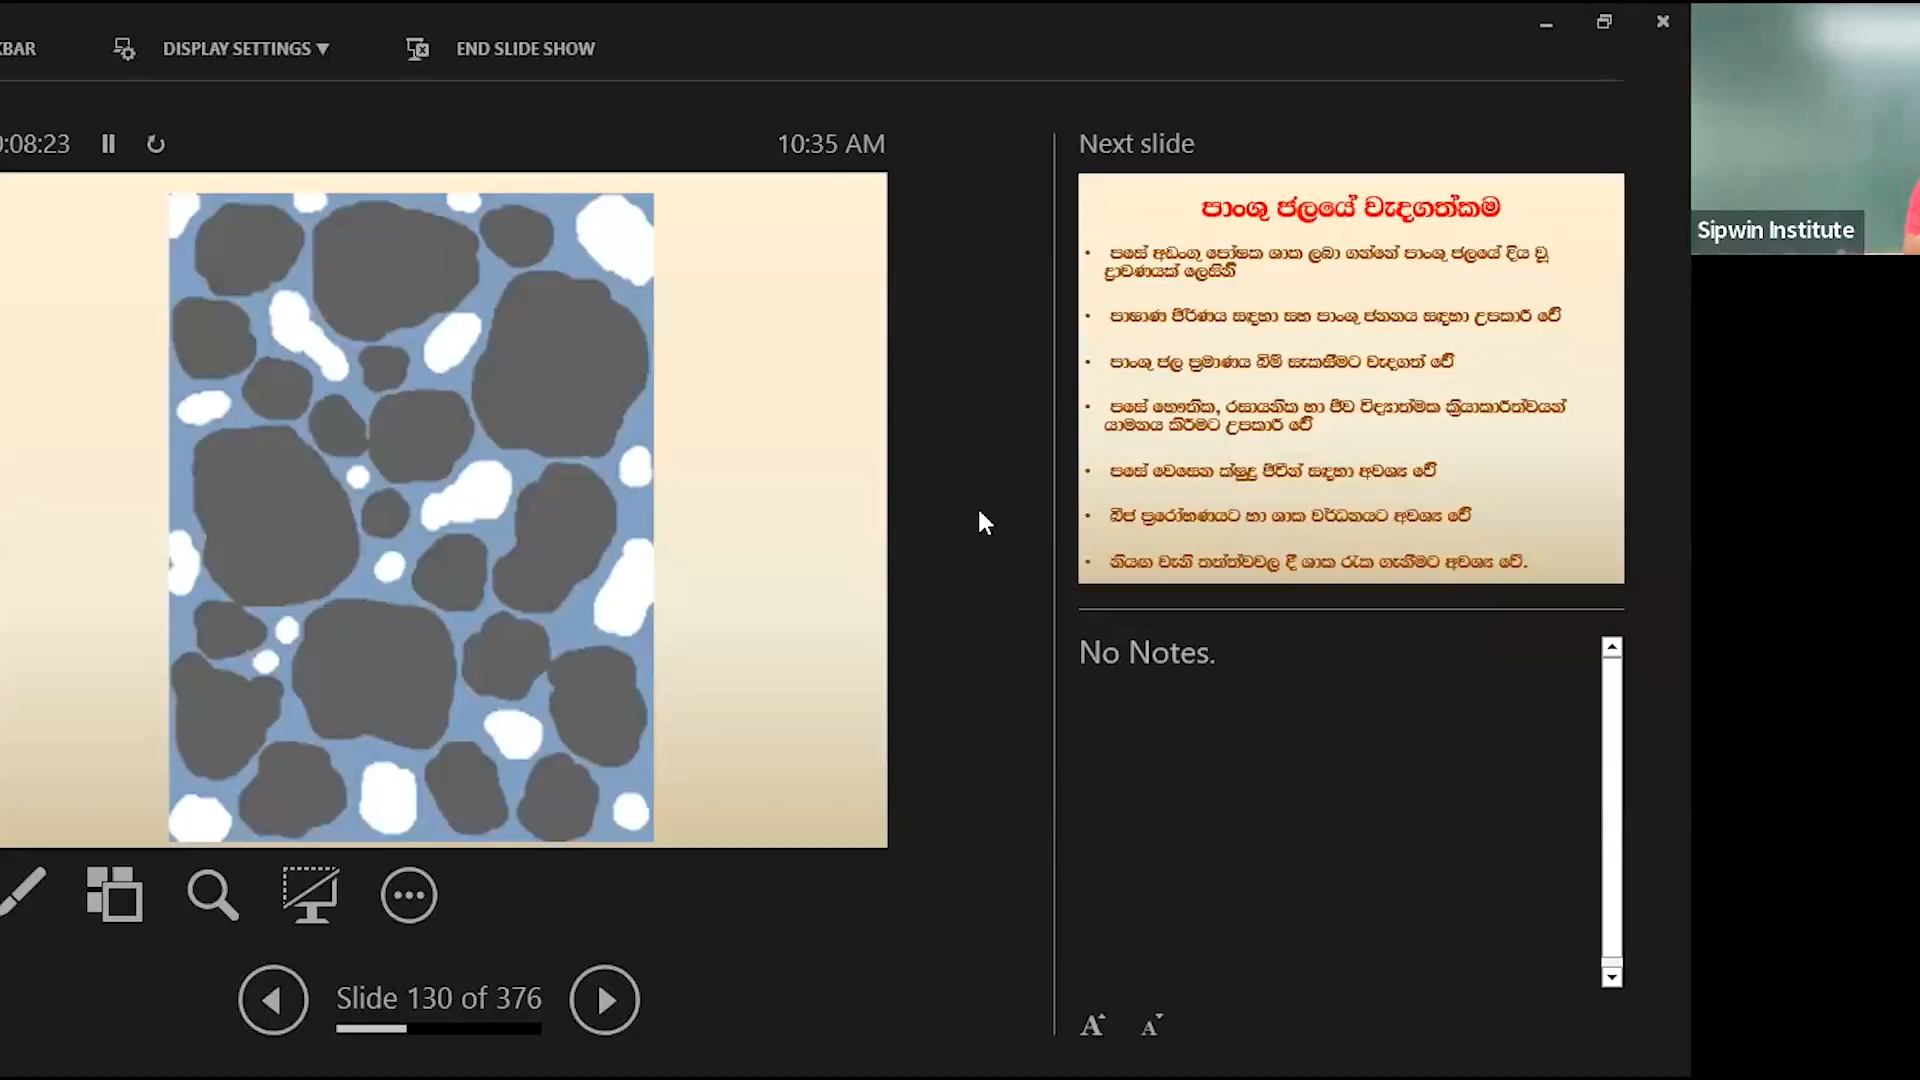 KBAR
DISPLAY SETTINGS ▼
END SLIDE SHOW
0:08:23
10:35 AM
Next slide
පාංශු ජලයේ වැදගත්කම
• පසේ අඩංගු පෝෂක ශාක ලබා ගන්නේ පාංශු ජලයේ දිය වූ
ද්‍රාවණයක් ලෙසිනි
• පාෂාණ ජීර්ණය සඳහා සහ පාංශු ජනනය සඳහා උපකාරී වේ
• පාංශු ජල ප්‍රමාණය බිම් සැකසීමට වැදගත් වේ
• පසේ භෞතික, රසායනික හා ජීව විද්‍යාත්මක ක්‍රියාකාරීත්වයන්
යාමනය කිරීමට උපකාරී වේ
• පසේ වෙසෙන ක්ෂුද්‍ර ජීවීන් සඳහා අවශ්‍ය වේ
• බීජ ප්‍රරෝහණයට හා ශාක වර්ධනයට අවශ්‍ය වේ
• නියඟ වැනි තත්ත්වවල දී ශාක රැක ගැනීමට අවශ්‍ය වේ.
Sipwin Institute
No Notes.
Slide 130 of 376
A A